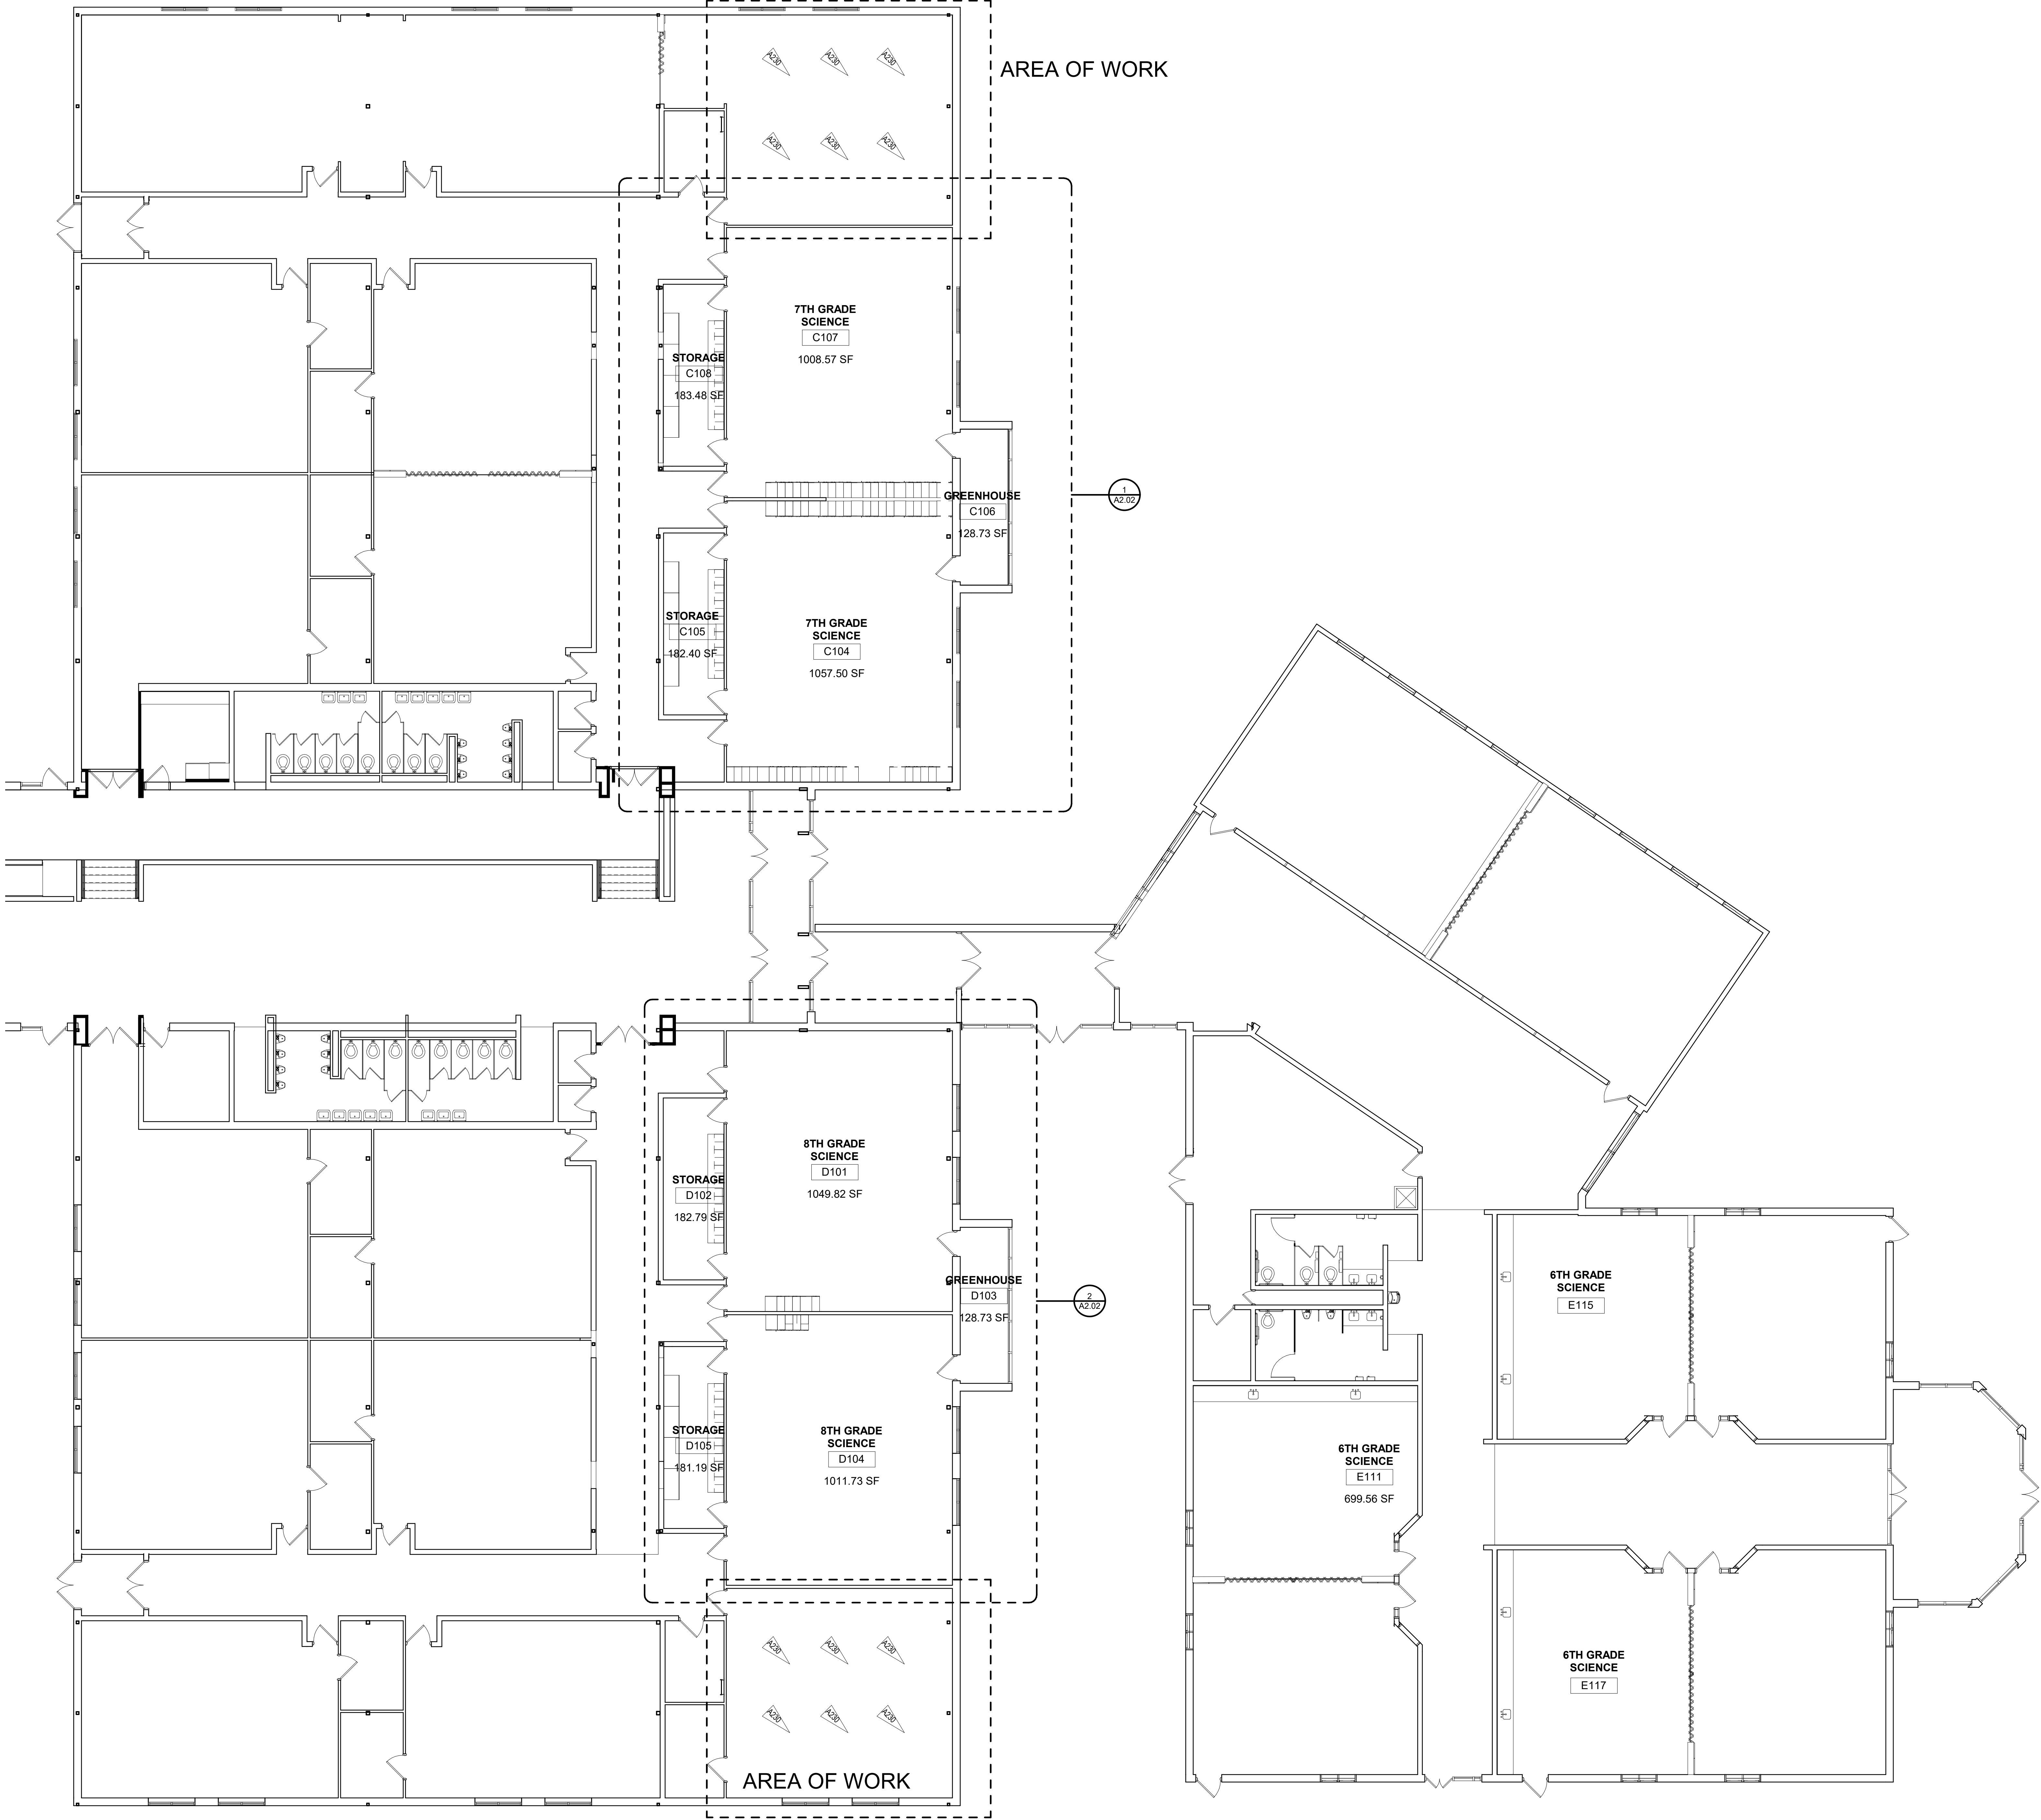 A230 A230 A230
AREA OF WORK
A230 A230 A230
7TH GRADE
SCIENCE
C107
1008.57 SF
STORAGE
C108
183.48 SF
GREENHOUSE
C106
128.73 SF
1
A2.02
STORAGE
C105
182.40 SF
7TH GRADE
SCIENCE
C104
1057.50 SF
8TH GRADE
SCIENCE
D101
1049.82 SF
STORAGE
D102
182.79 SF
GREENHOUSE
D103
128.73 SF
2
A2.02
6TH GRADE
SCIENCE
E115
STORAGE
D105
181.19 SF
8TH GRADE
SCIENCE
D104
1011.73 SF
6TH GRADE
SCIENCE
E111
699.56 SF
6TH GRADE
SCIENCE
E117
A230 A230 A230
A230 A230 A230
AREA OF WORK